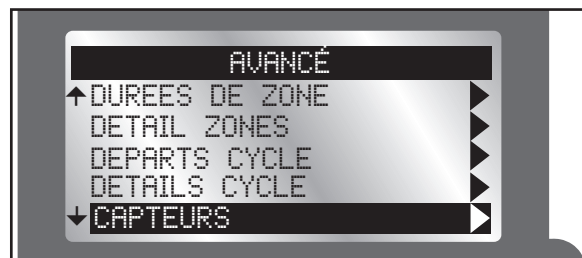 AVANCÉ
DUREES DE ZONE
DETAIL ZONES
DEPARTS CYCLE
DETAILS CYCLE
CAPTEURS